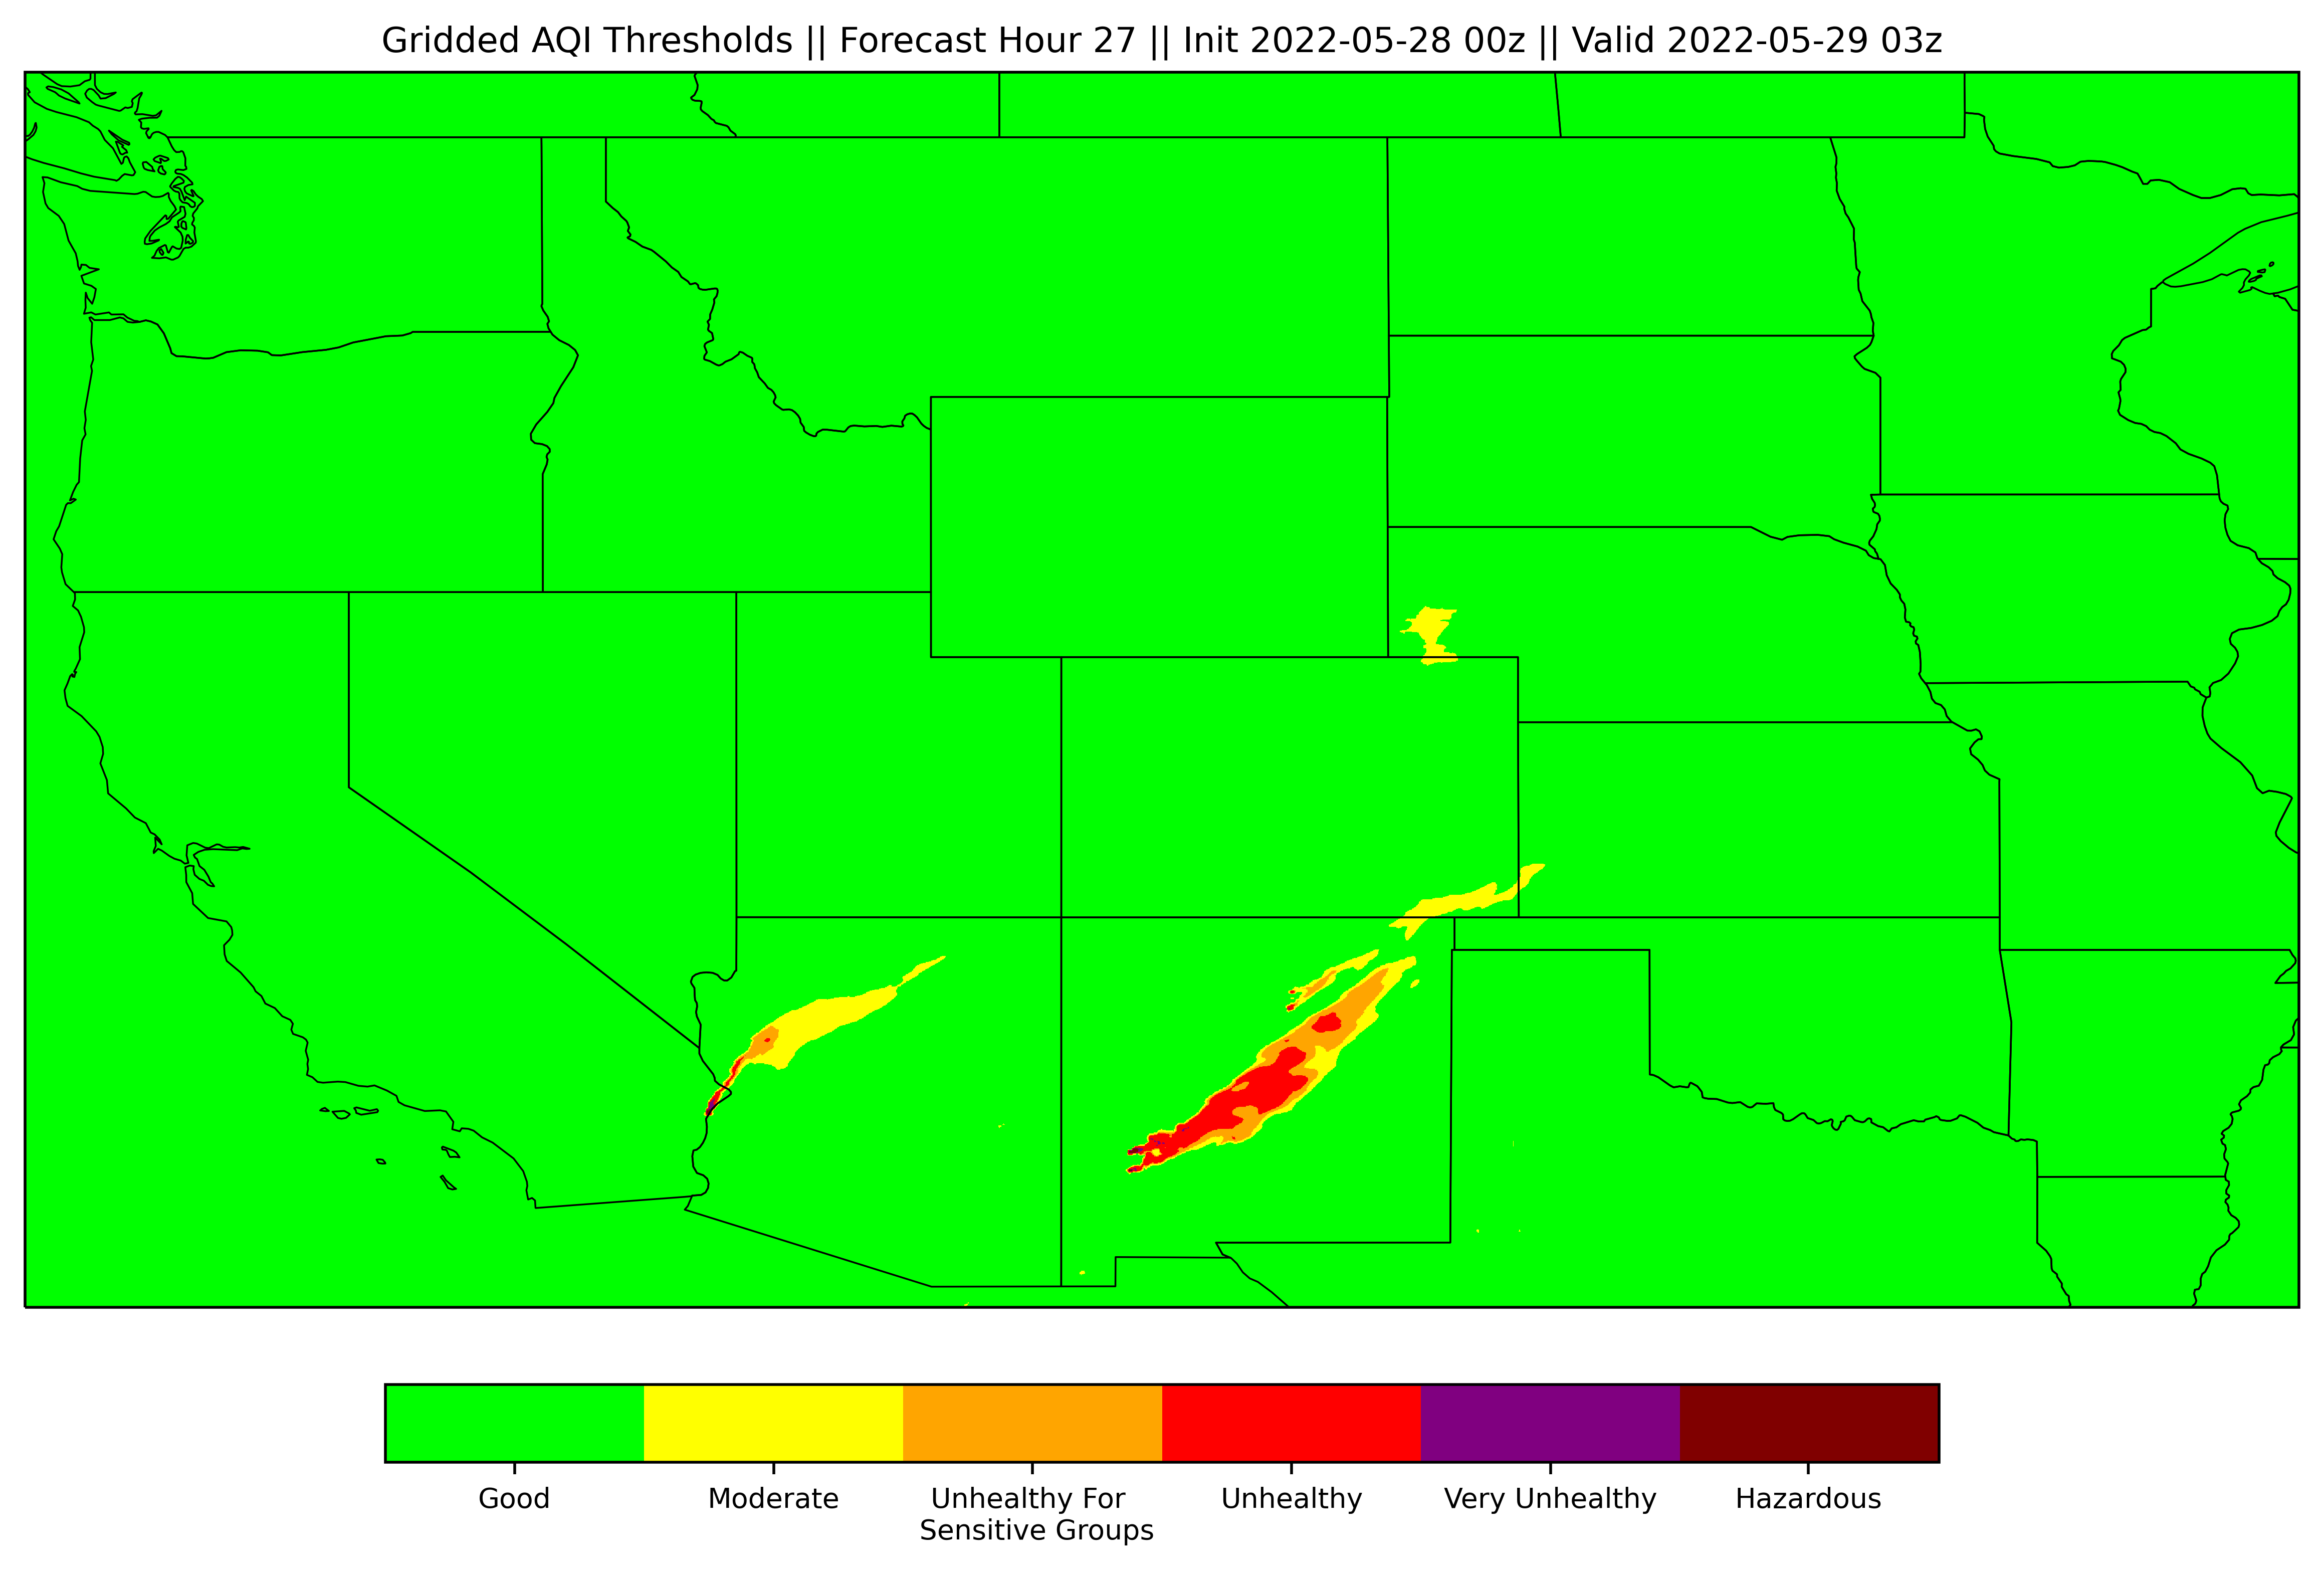 Gridded AQI Thresholds || Forecast Hour 27 || Init 2022-05-28 00z || Valid 2022-05-29 03z
Good
Moderate
Unhealthy For
Sensitive Groups
Unhealthy
Very Unhealthy
Hazardous